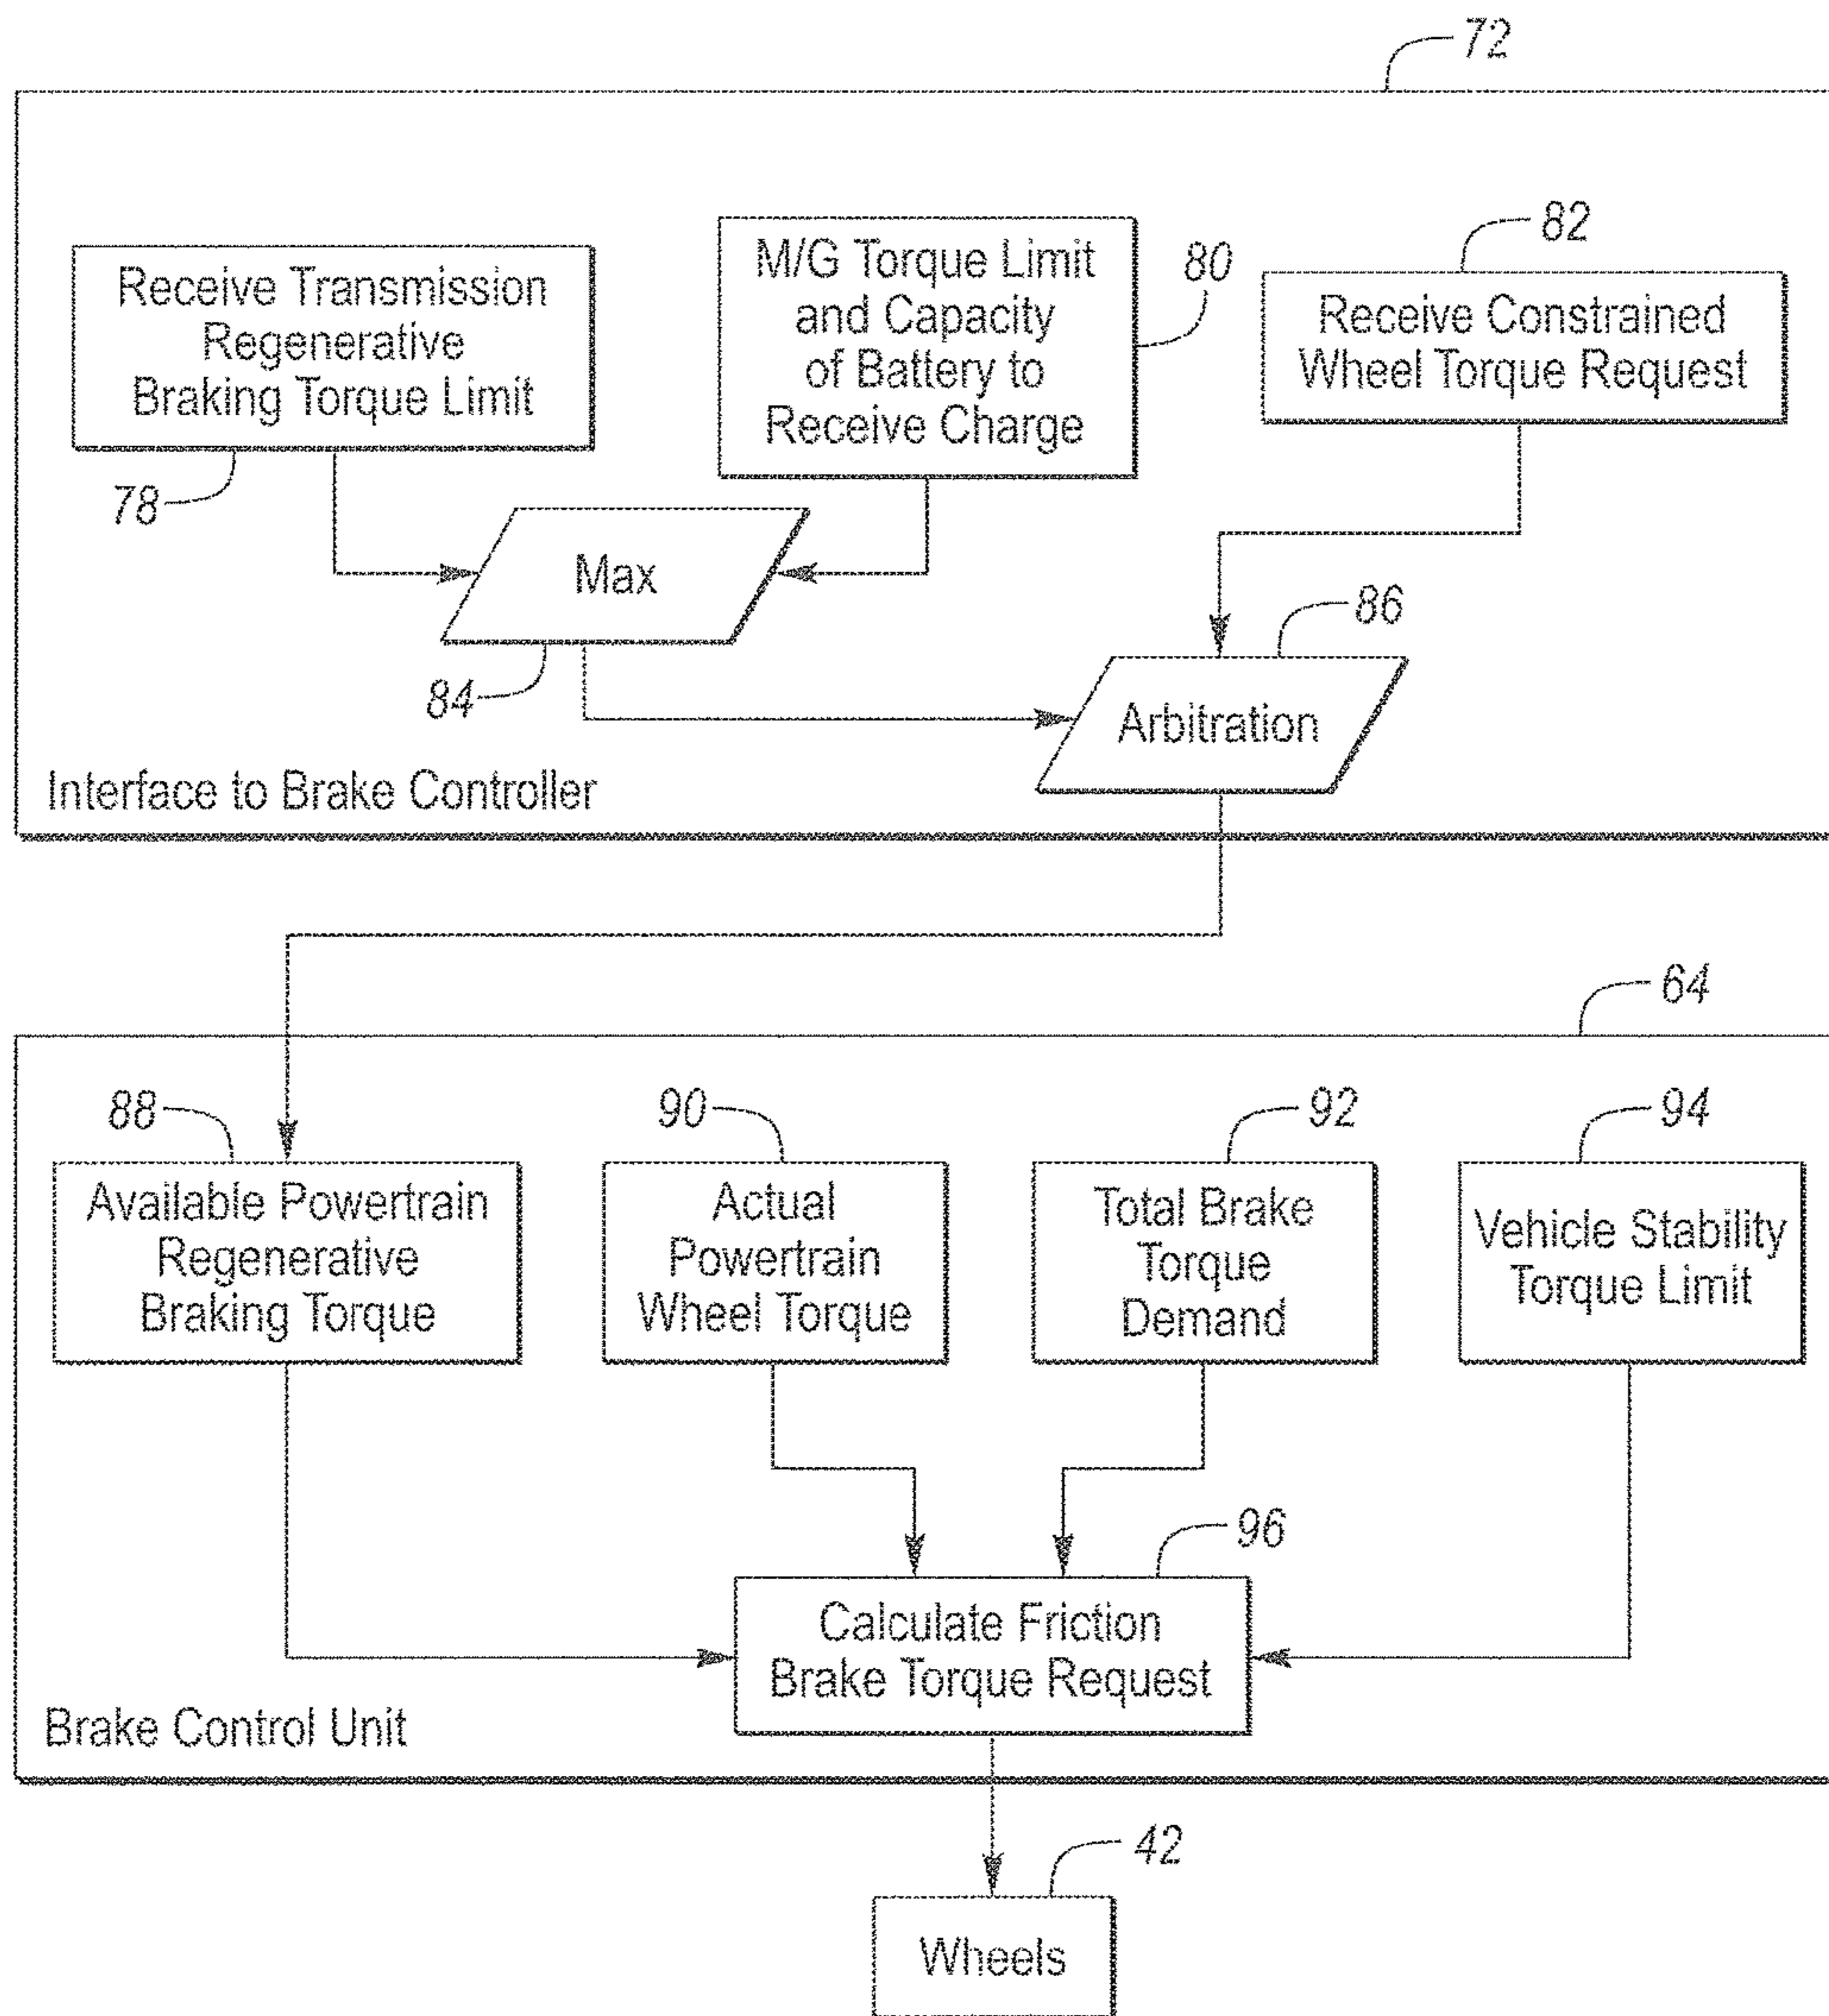 72
Receive Transmission
Regenerative
Braking Torque Limit
78
M/G Torque Limit
and Capacity
of Battery to
Receive Charge
80
82
Receive Constrained
Wheel Torque Request
Max
84
86
Arbitration
Interface to Brake Controller
64
88
Available Powertrain
Regenerative
Braking Torque
90
Actual
Powertrain
Wheel Torque
92
Total Brake
Torque
Demand
94
Vehicle Stability
Torque Limit
96
Calculate Friction
Brake Torque Request
Brake Control Unit
42
Wheels